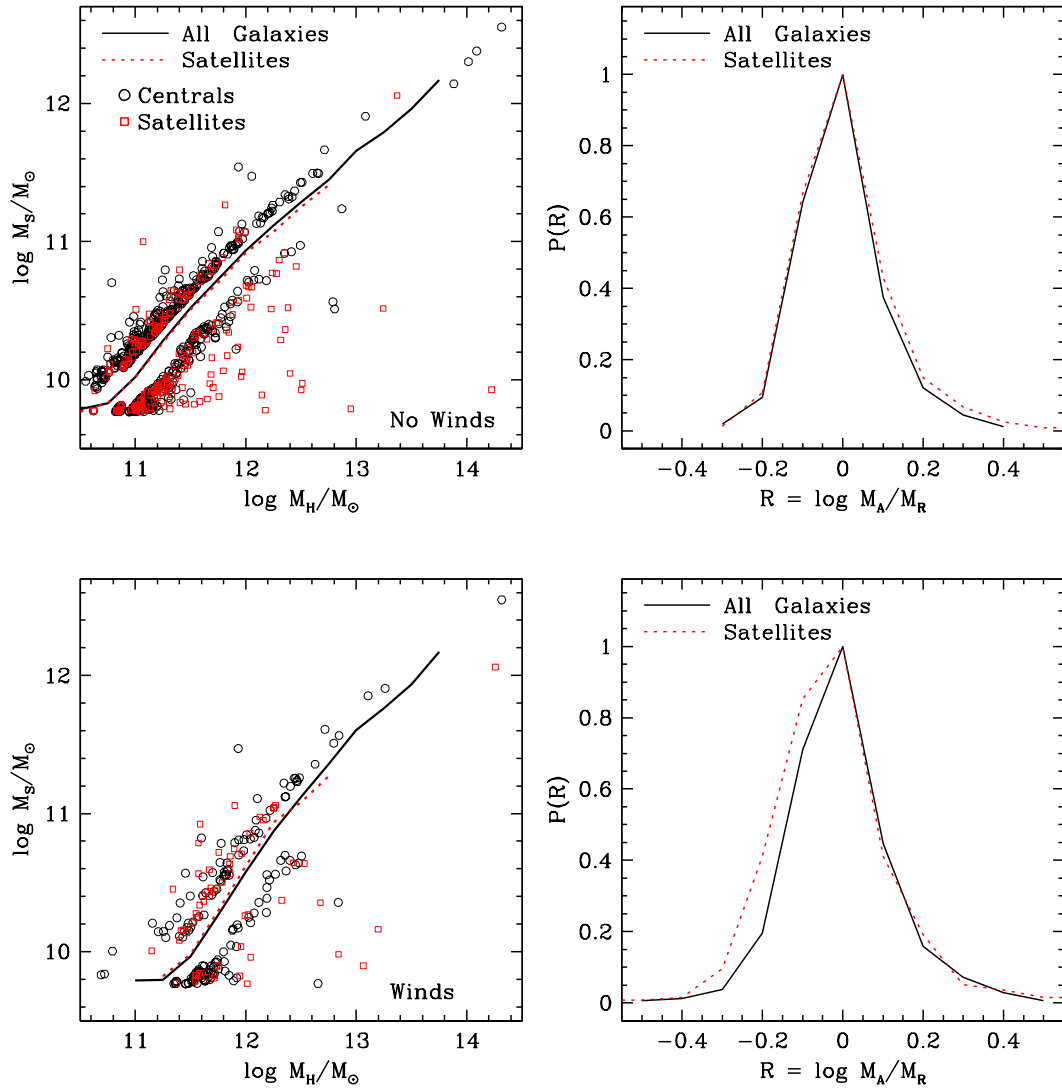 All Galaxies
Satellites
Centrals
Satellites
No Winds
12
11
10
11
12
13
14
log M_S/M_⊙
log M_H/M_⊙
All Galaxies
Satellites
1
0.8
0.6
0.4
0.2
0
−0.4
−0.2
0
0.2
0.4
P(R)
R = log M_A/M_R
Winds
12
11
10
11
12
13
14
log M_S/M_⊙
log M_H/M_⊙
All Galaxies
Satellites
1
0.8
0.6
0.4
0.2
0
−0.4
−0.2
0
0.2
0.4
P(R)
R = log M_A/M_R